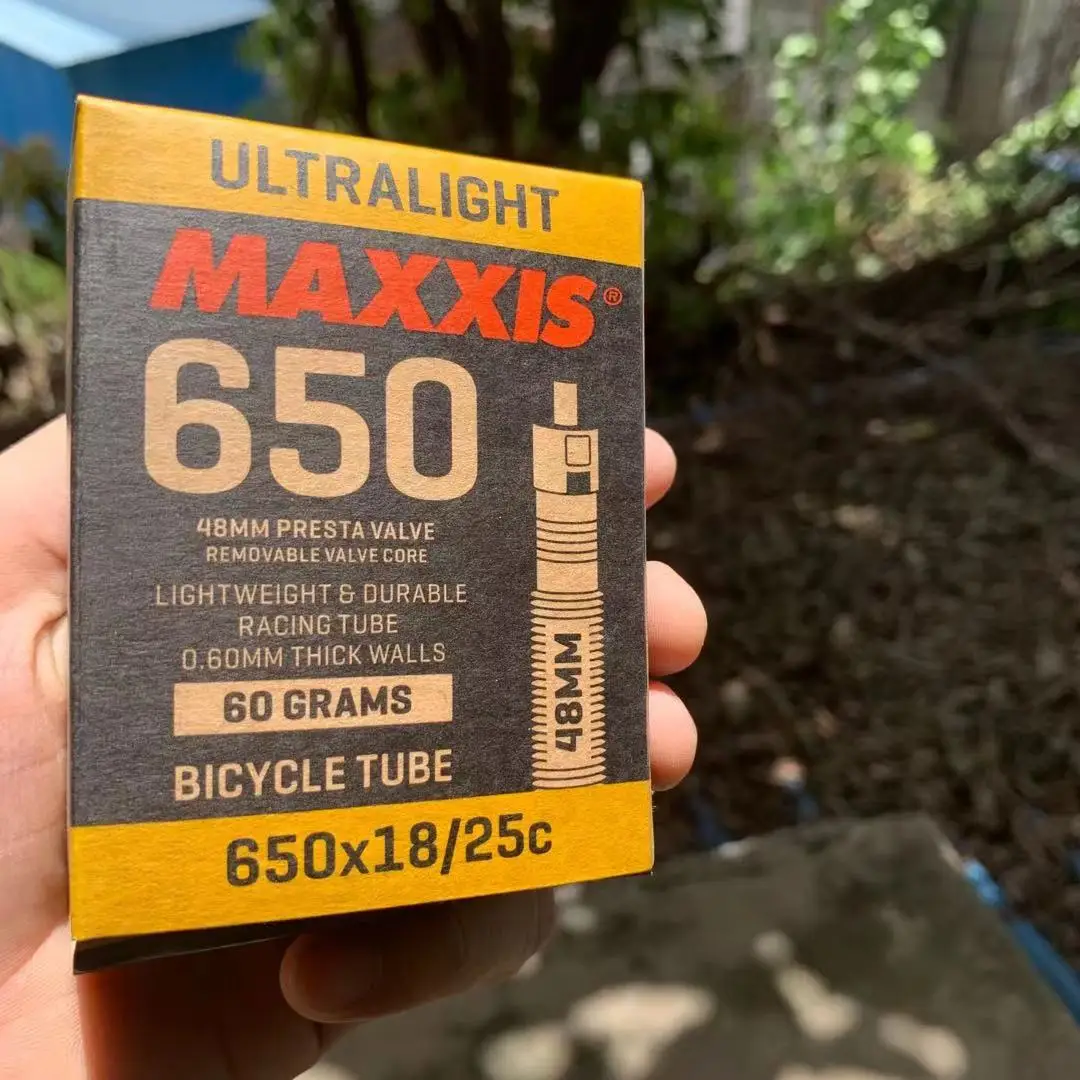 ULTRALIGHT
MAXXIS®
650
48MM PRESTA VALVE
REMOVABLE VALVE CORE
LIGHTWEIGHT & DURABLE
RACING TUBE
0.60MM THICK WALLS
60 GRAMS
BICYCLE TUBE
48MM
650x18/25c